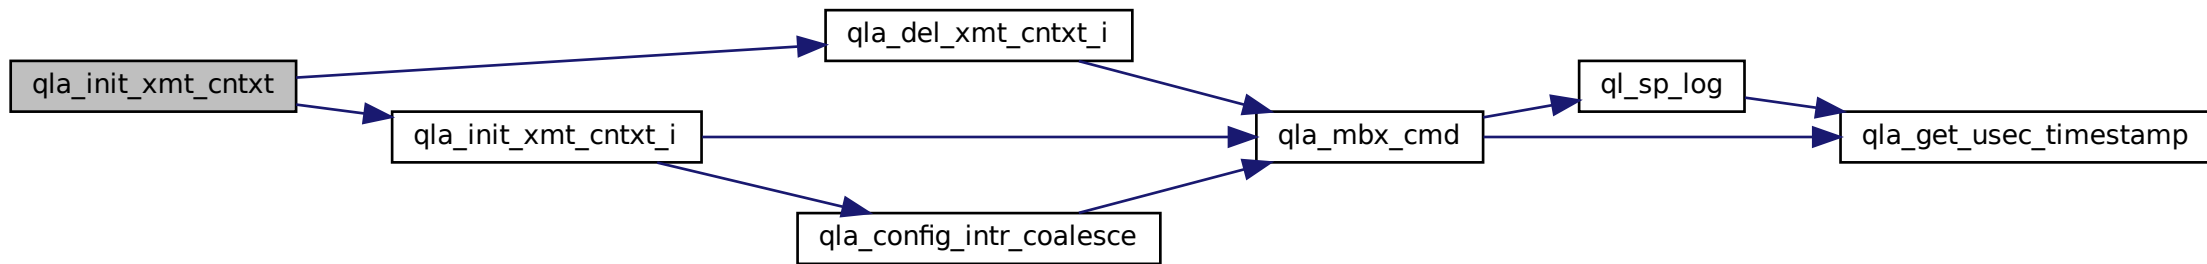 qla_init_xmt_cntxt
qla_del_xmt_cntxt_i
qla_init_xmt_cntxt_i
qla_config_intr_coalesce
qla_mbx_cmd
ql_sp_log
qla_get_usec_timestamp